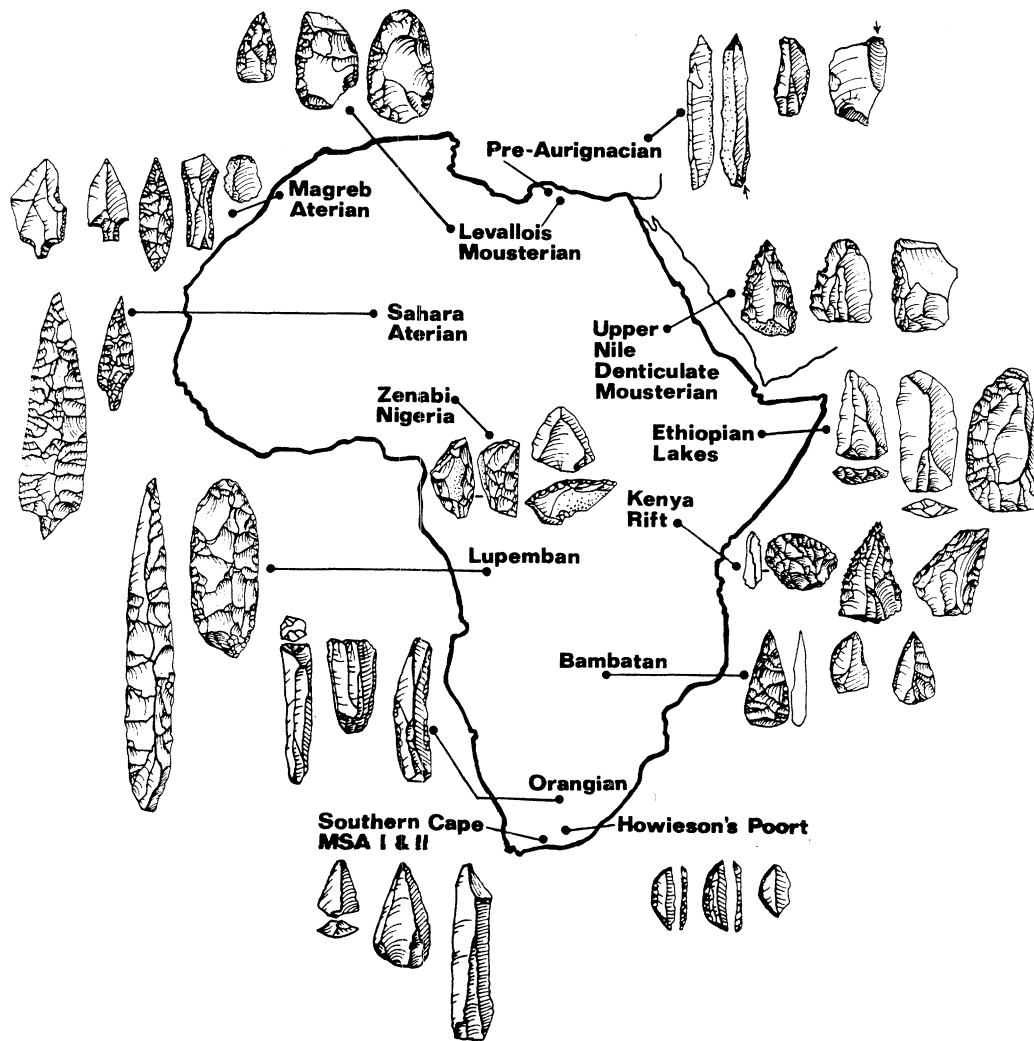 Pre-Aurignacian
Magreb
Aterian
Levallois
Mousterian
Sahara
Aterian
Upper
Nile
Denticulate
Mousterian
Zenabi
Nigeria
Ethiopian
Lakes
Kenya
Rift
Lupemban
Bambatan
Orangian
Southern Cape
MSA I & II
Howieson's Poort